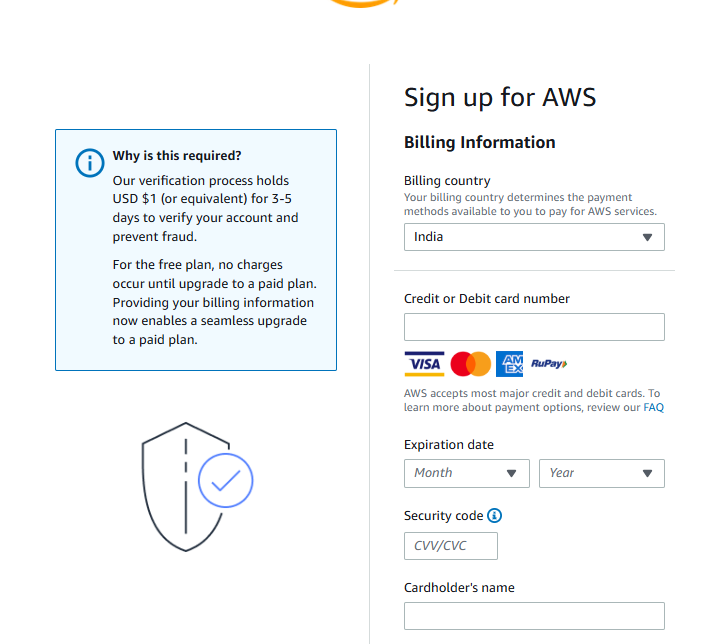 Why is this required?
Our verification process holds
USD $1 (or equivalent) for 3-5
days to verify your account and
prevent fraud.
For the free plan, no charges
occur until upgrade to a paid plan.
Providing your billing information
now enables a seamless upgrade
to a paid plan.
Sign up for AWS
Billing Information
Billing country
Your billing country determines the payment
methods available to you to pay for AWS services.
India
Credit or Debit card number
VISA AM EX RuPay
AWS accepts most major credit and debit cards. To
learn more about payment options, review our FAQ
Expiration date
Month Year
Security code
CVV/CVC
Cardholder's name